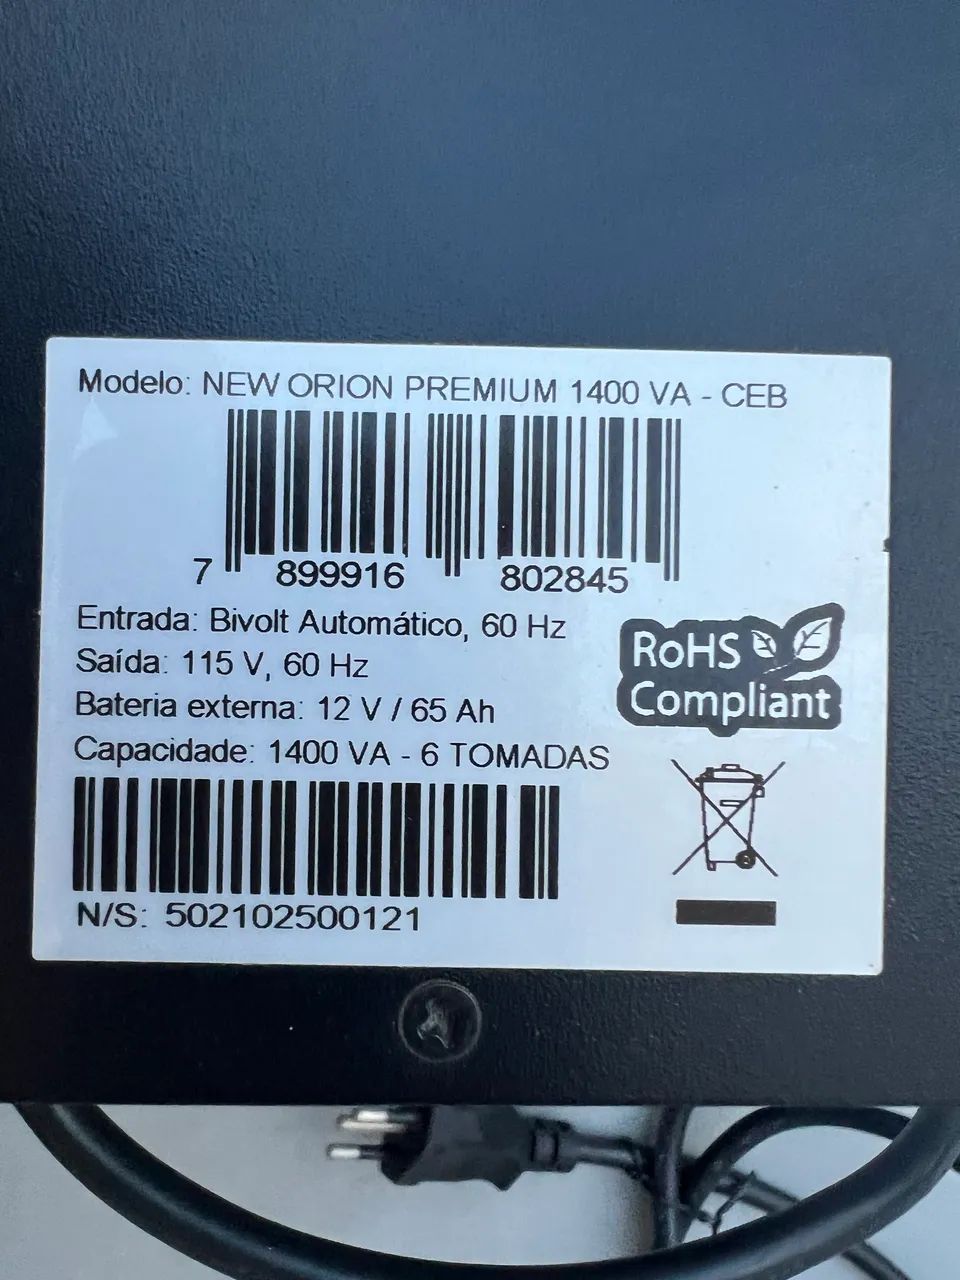 Modelo: NEW ORION PREMIUM 1400 VA - CEB
7 899916 802845
Entrada: Bivolt Automático, 60 Hz
Saída: 115 V, 60 Hz
Bateria externa: 12 V / 65 Ah
Capacidade: 1400 VA - 6 TOMADAS
N/S: 502102500121
RoHS
Compliant